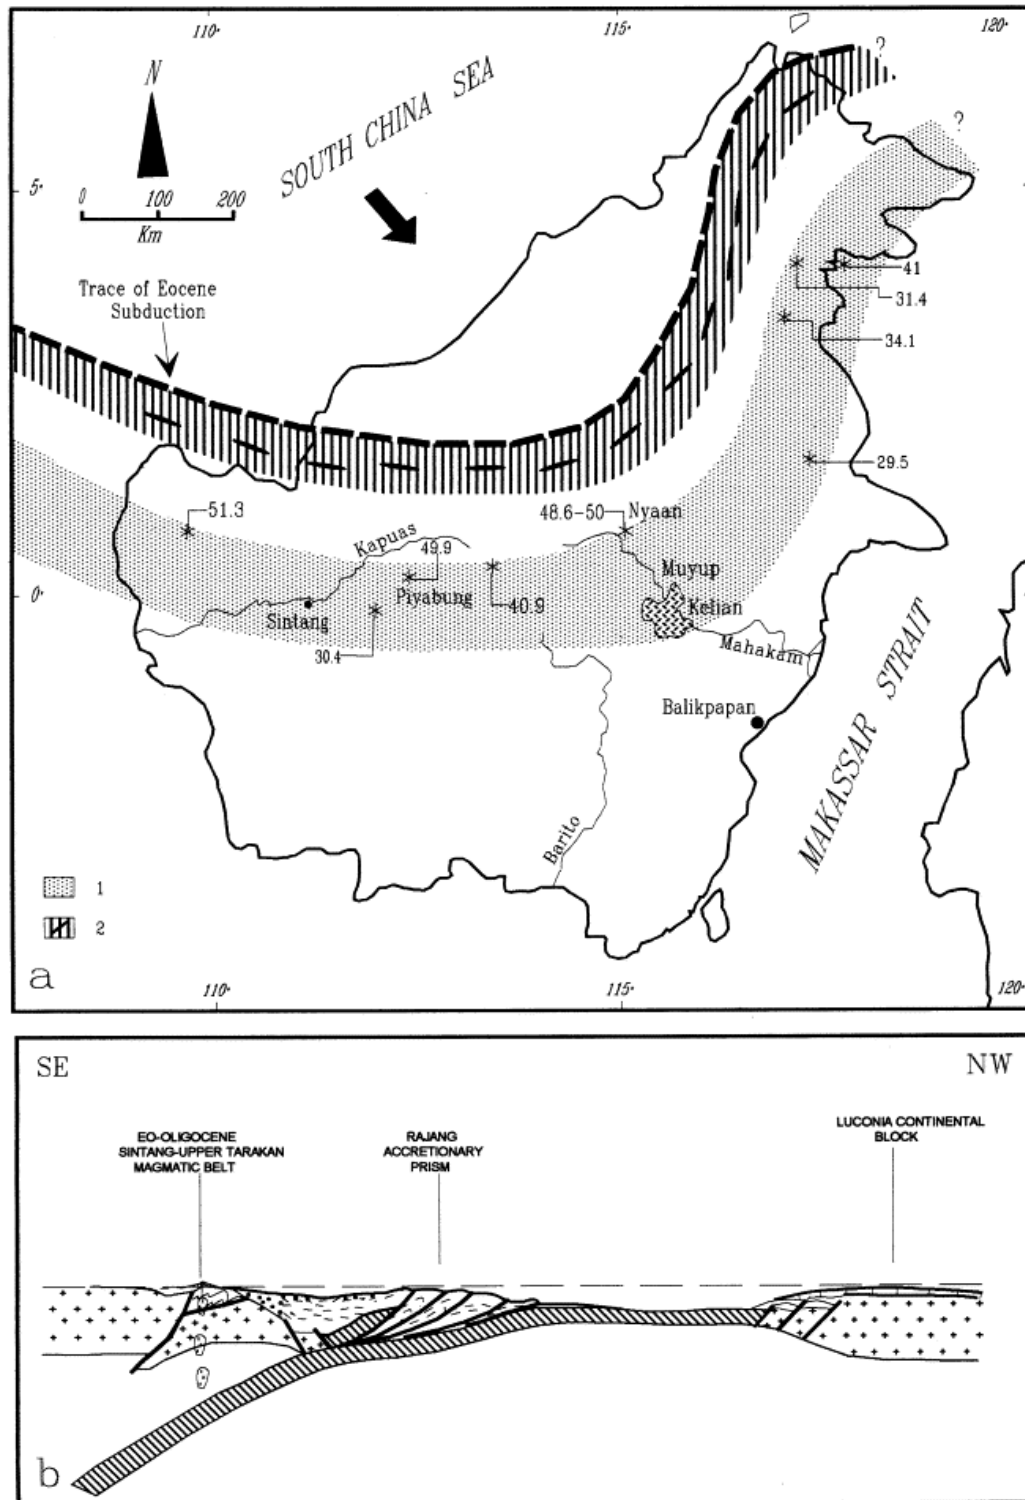 110°
115°
120°
N
SOUTH CHINA SEA
?
?
5°
0 100 200
Km
Trace of Eocene
Subduction
41
31.4
34.1
29.5
51.3
48.6-50
Nyaan
Kapuas
49.9
Muyup
Piyabung
40.9
Kelian
0°
Sintang
30.4
Mahakam
Balikpapan
MAKASSAR STRAIT
Barito
1
2
a
110°
115°
120°
SE
NW
EO-OLIGOCENE
SINTANG-UPPER TARAKAN
MAGMATIC BELT
RAJANG
ACCRETIONARY
PRISM
LUCONIA CONTINENTAL
BLOCK
b